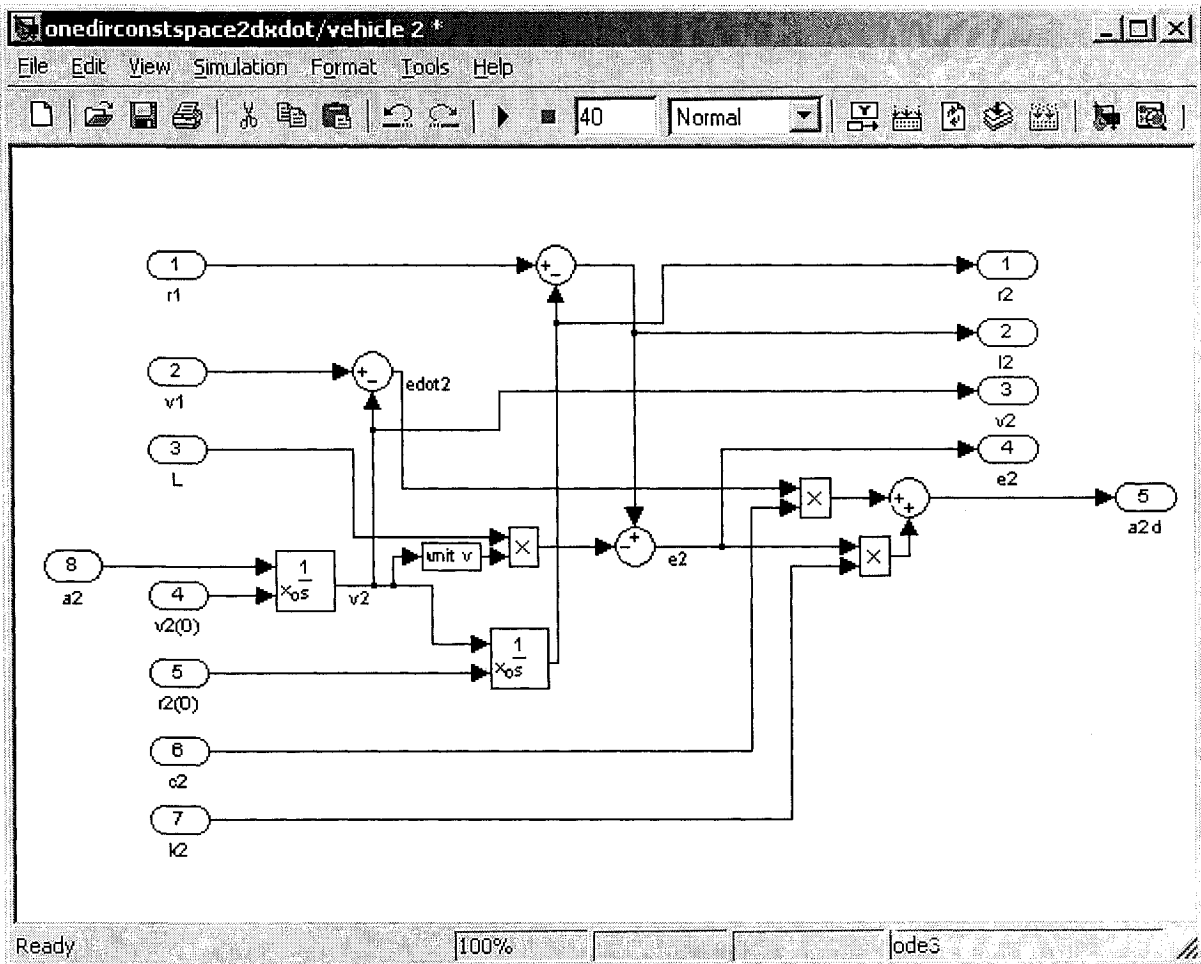 onedirconstspace2dxdot/vehicle 2 *
File Edit View Simulation Format Tools Help
40 Normal
1
r1
+ -
1
r2
2
l2
2
v1
+ -
edot2
3
v2
3
L
4
e2
×
+ +
5
a2d
8
a2
1/s
xo
v2
unit v
×
- +
e2
×
4
v2(0)
1/s
xo
5
r2(0)
6
c2
7
k2
Ready 100% ode3